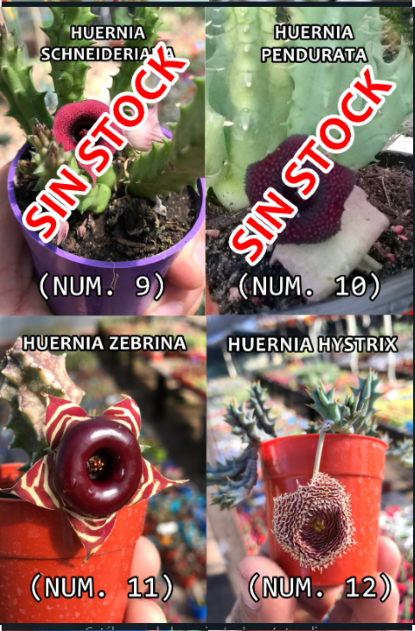 HUERNIA
SCHNEIDERIANA
SIN STOCK
(NUM. 9)
HUERNIA
PENDURATA
SIN STOCK
(NUM. 10)
HUERNIA ZEBRINA
(NUM. 11)
HUERNIA HYSTRIX
(NUM. 12)